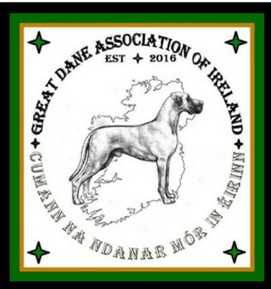 GREAT DANE ASSOCIATION OF IRELAND
EST 2016
CUMANN NA NDANAR MÓR IN ÉIRINN